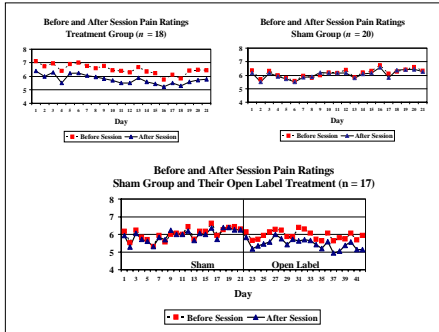 Before and After Session Pain Ratings
Treatment Group (n = 18)
8
7
6
5
4
1 2 3 4 5 6 7 8 9 10 11 12 13 14 15 16 17 18 19 20 21
Day
Before Session After Session
Before and After Session Pain Ratings
Sham Group (n = 20)
8
7
6
5
4
1 2 3 4 5 6 7 8 9 10 11 12 13 14 15 16 17 18 19 20 21
Day
Before Session After Session
Before and After Session Pain Ratings
Sham Group and Their Open Label Treatment (n = 17)
8
7
6
5
4
Sham Open Label
1 3 5 7 9 11 13 15 17 19 21 23 25 27 29 31 33 35 37 39 41
Day
Before Session After Session